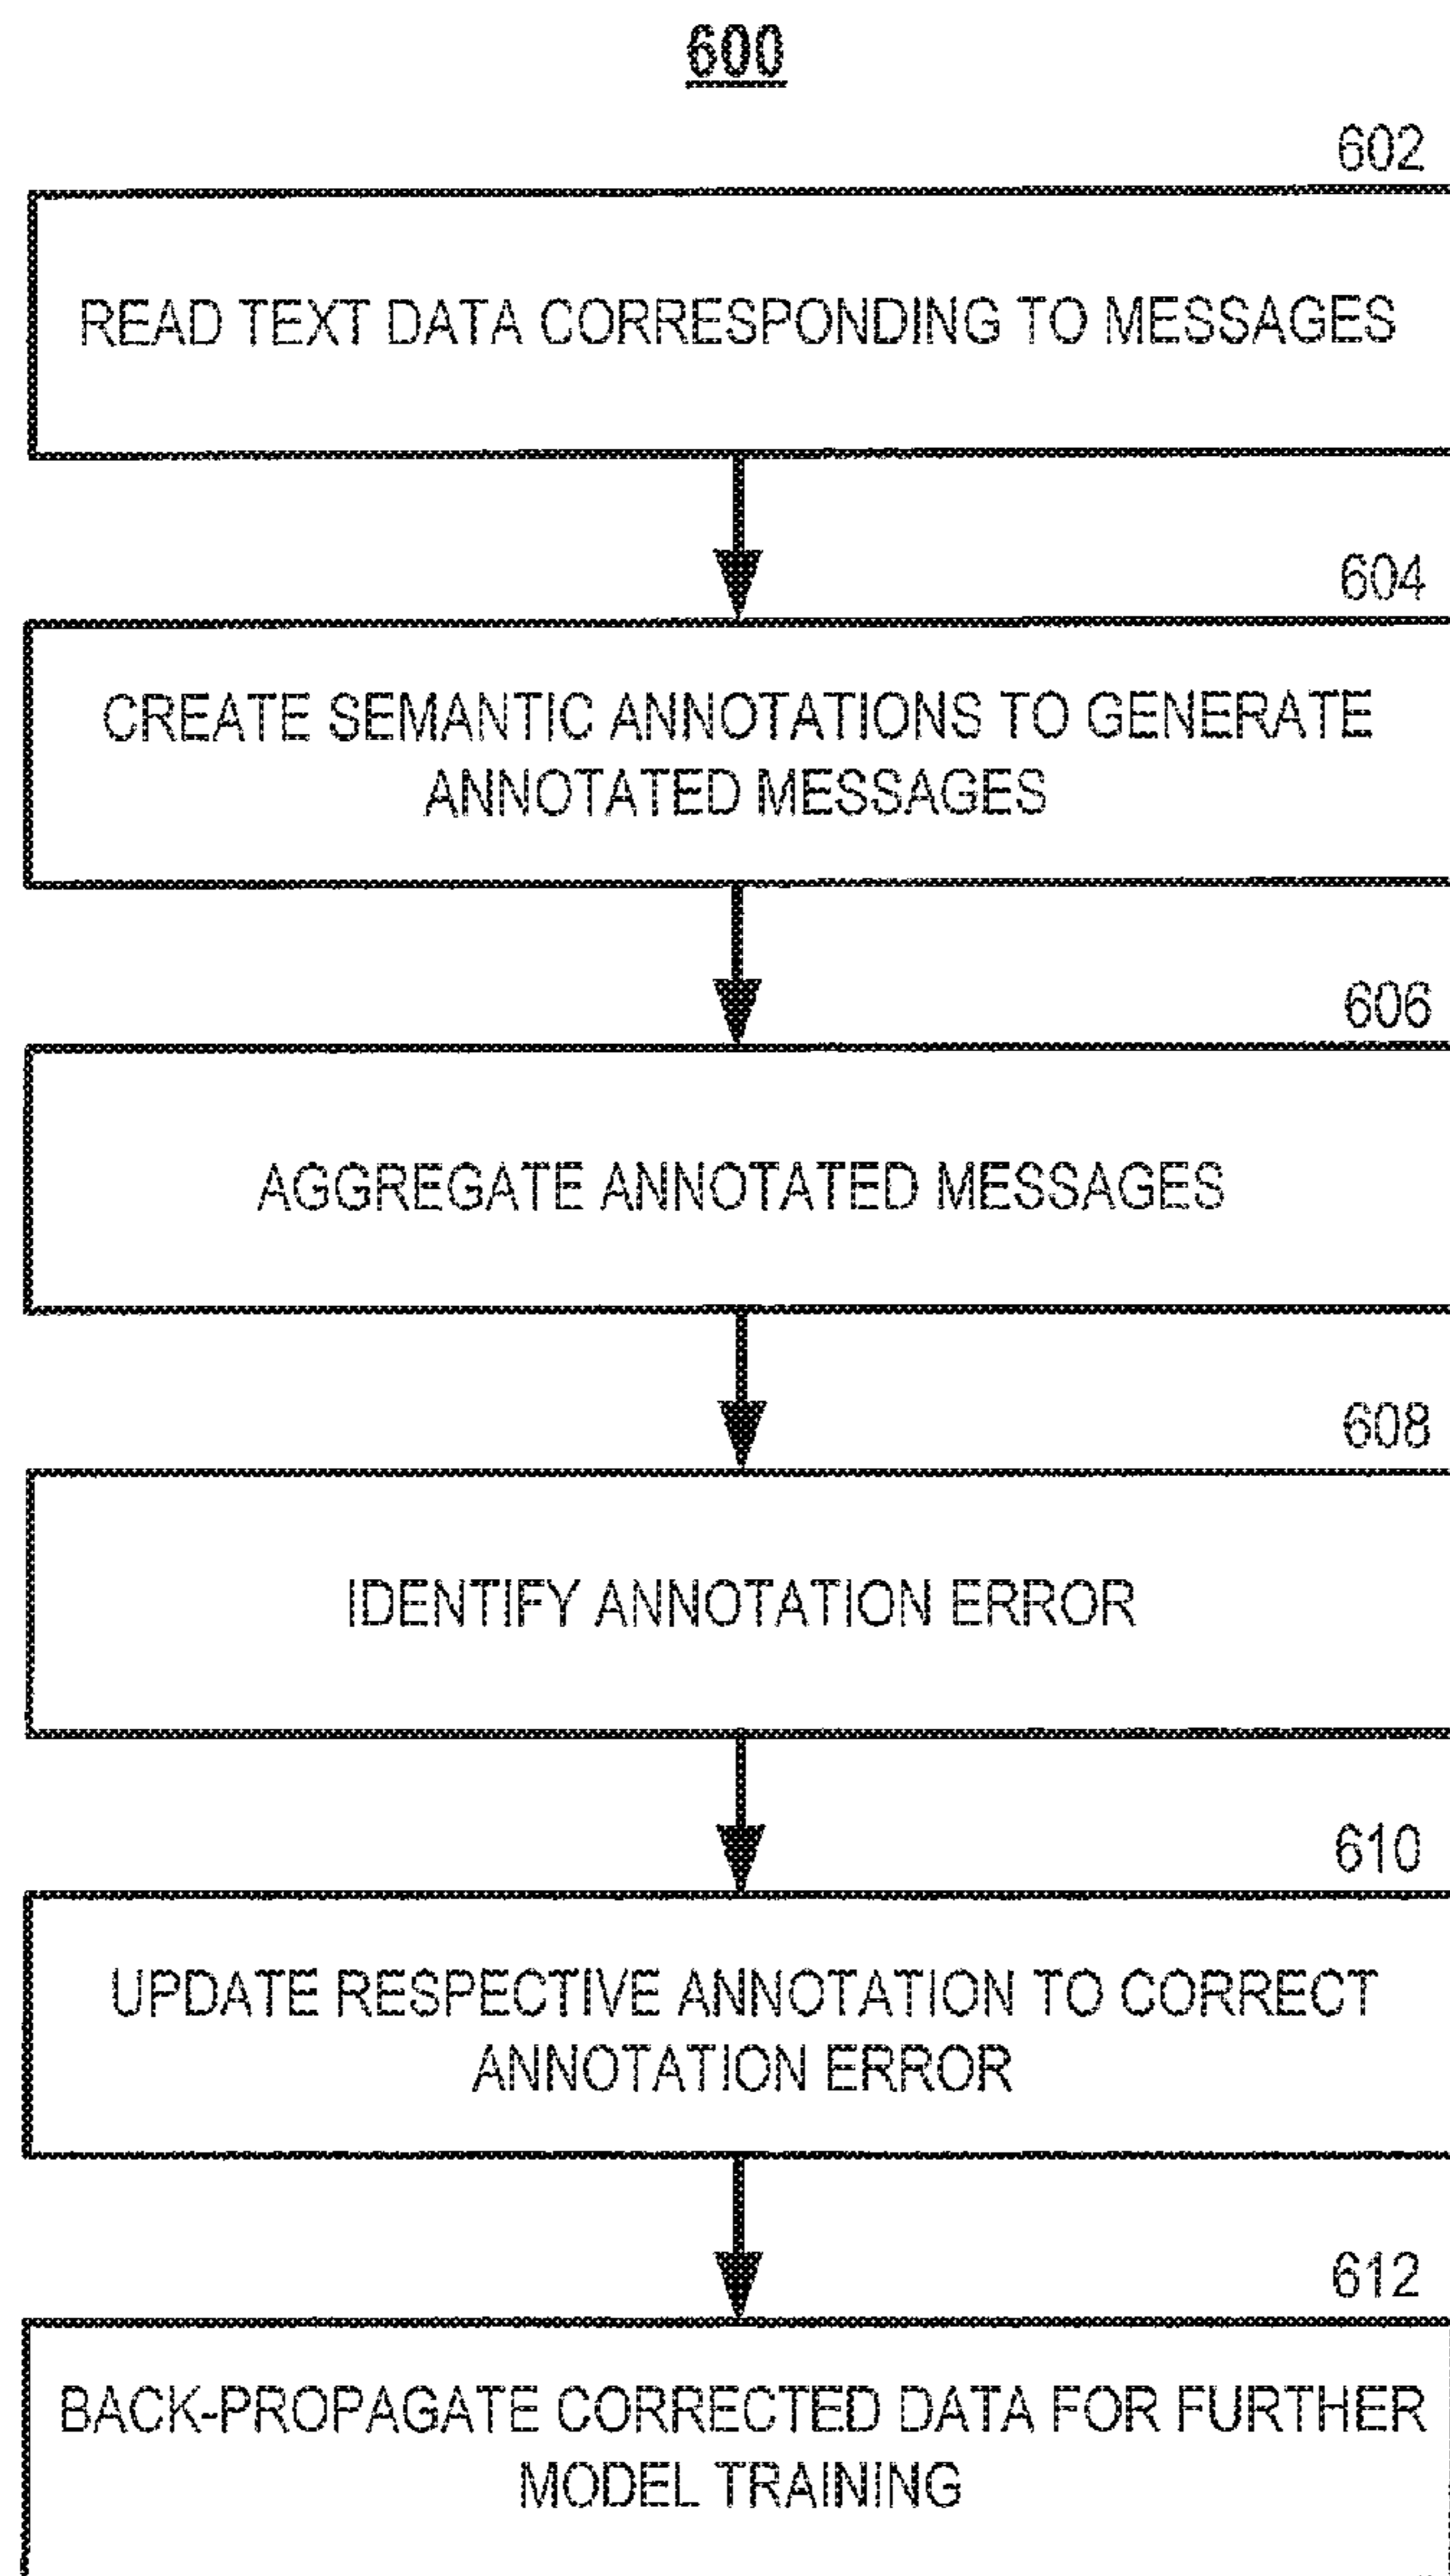 600
602
READ TEXT DATA CORRESPONDING TO MESSAGES
604
CREATE SEMANTIC ANNOTATIONS TO GENERATE
ANNOTATED MESSAGES
606
AGGREGATE ANNOTATED MESSAGES
608
IDENTIFY ANNOTATION ERROR
610
UPDATE RESPECTIVE ANNOTATION TO CORRECT
ANNOTATION ERROR
612
BACK-PROPAGATE CORRECTED DATA FOR FURTHER
MODEL TRAINING